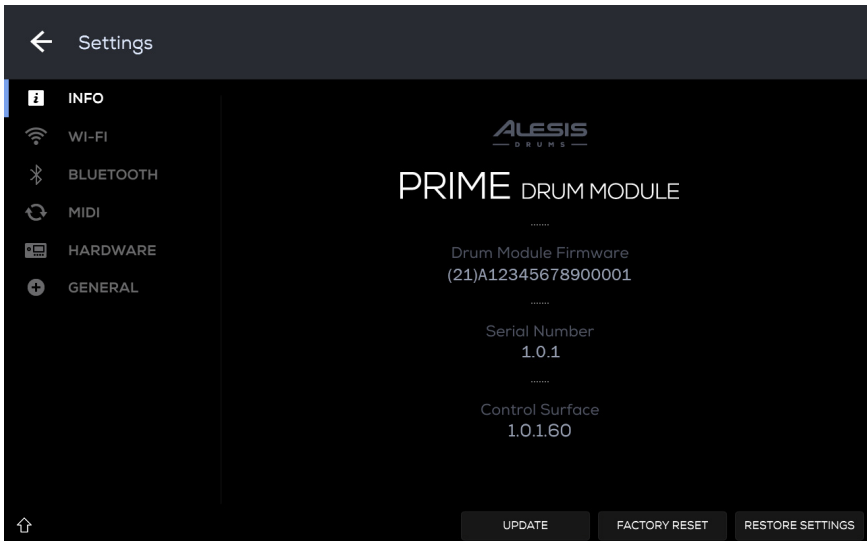 Settings
INFO
WI-FI
BLUETOOTH
MIDI
HARDWARE
GENERAL
ALESIS
DRUMS
PRIME DRUM MODULE
Drum Module Firmware
(21)A12345678900001
Serial Number
1.0.1
Control Surface
1.0.1.60
UPDATE
FACTORY RESET
RESTORE SETTINGS